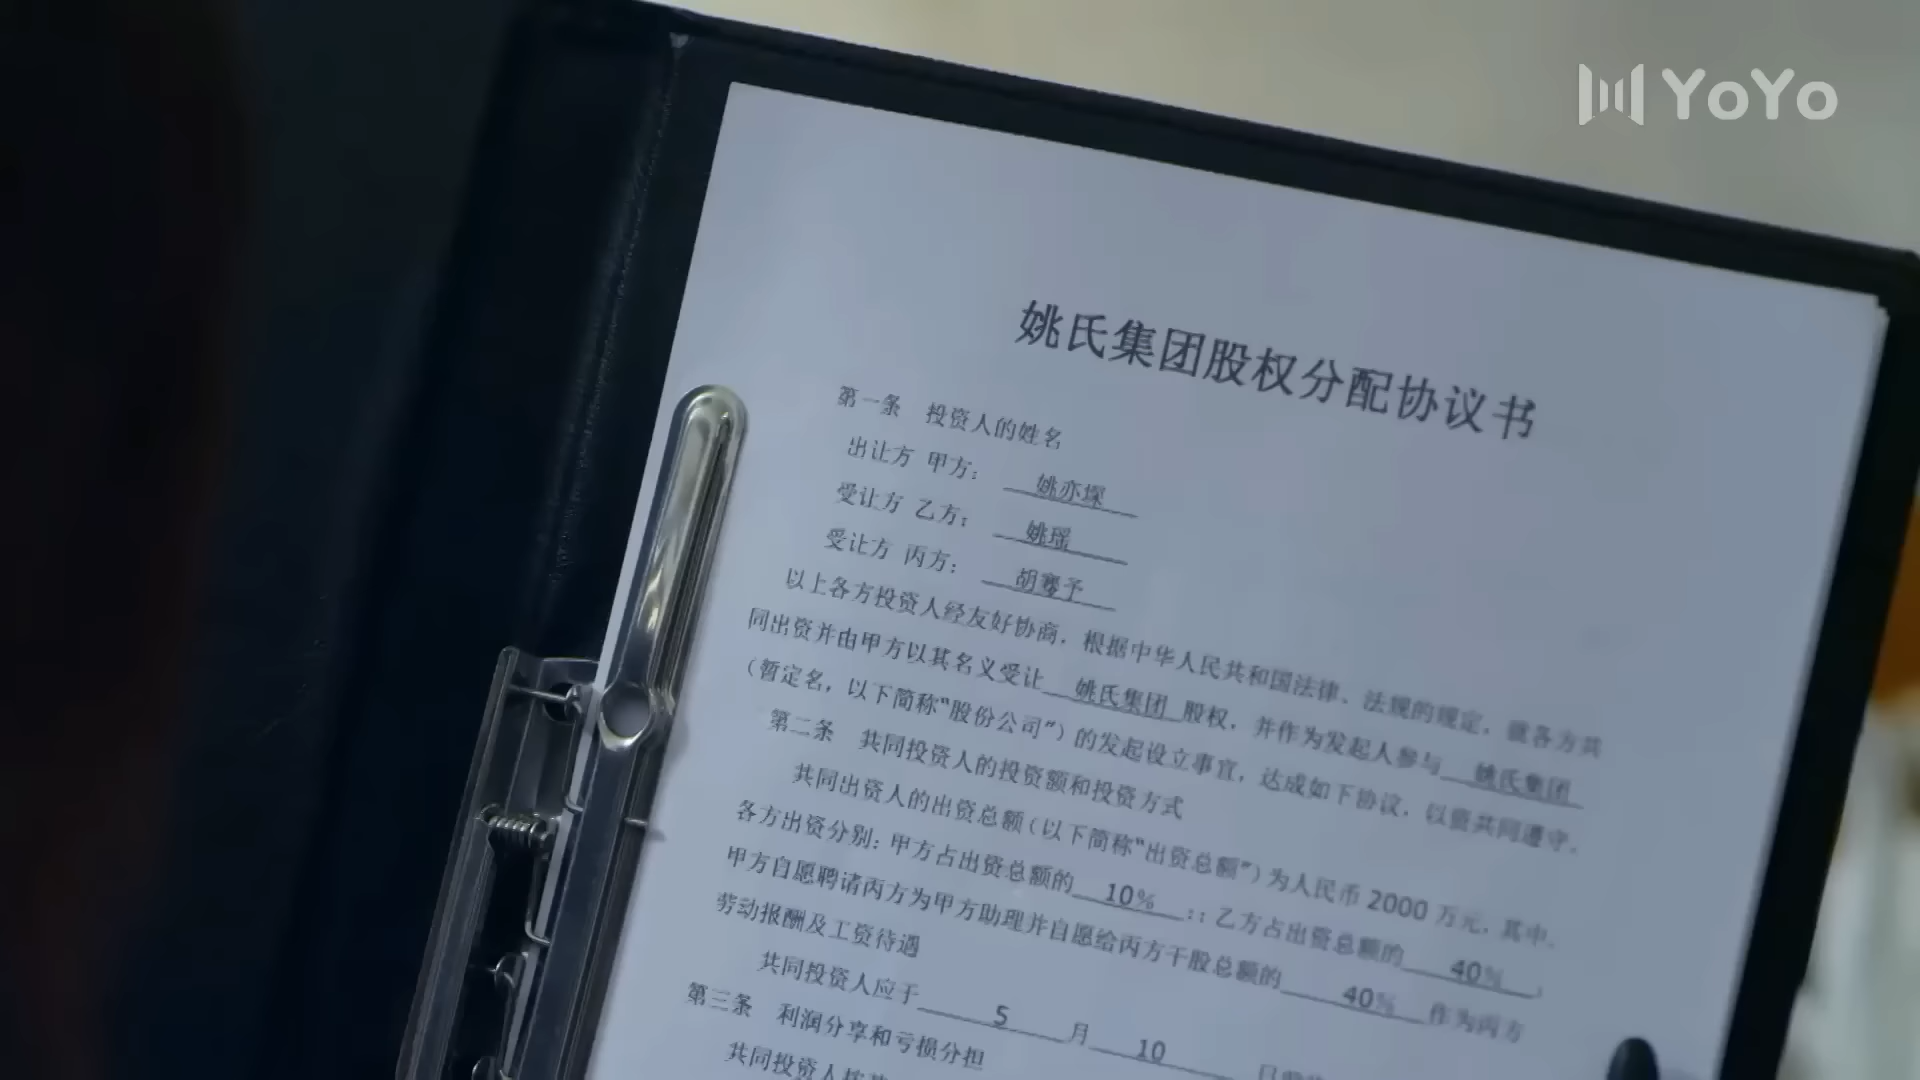 YoYo
姚氏集团股权分配协议书
第一条 投资人的姓名
出让方 甲方： 姚亦琛
受让方 乙方： 姚瑶
受让方 丙方： 胡骞予
以上各方投资人经友好协商，根据中华人民共和国法律、法规的规定，就各方共
同出资并由甲方以其名义受让 姚氏集团 股权，并作为发起人参与 姚氏集团
（暂定名，以下简称“股份公司”）的发起设立事宜，达成如下协议，以资共同遵守。
第二条 共同投资人的投资额和投资方式
共同出资人的出资总额（以下简称“出资总额”）为人民币 2000 万元，其中，
各方出资分别：甲方占出资总额的 10% ；；乙方占出资总额的 40% ；
甲方自愿聘请丙方为甲方助理并自愿给丙方干股总额的 40% 作为丙方
劳动报酬及工资待遇
共同投资人应于 5 月 10
第三条 利润分享和亏损分担
共同投资人按